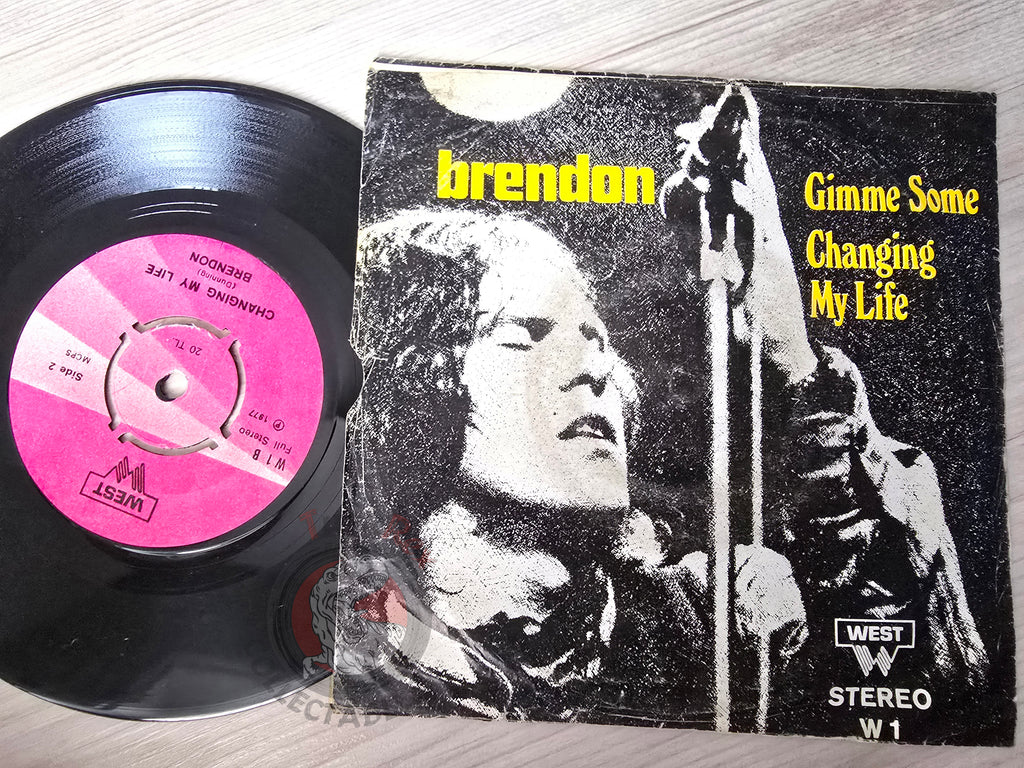 brendon
Gimme Some
Changing
My Life
WEST
STEREO
W 1
WEST
W 1 B
Full Stereo
℗ 1977
Side 2
MCPS
20 TL.
CHANGING MY LIFE
(Dunning)
BRENDON